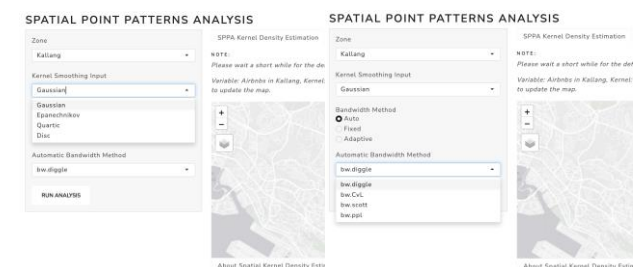 SPATIAL POINT PATTERNS ANALYSIS
Zone
Kallang
Kernel Smoothing Input
Gaussian
Gaussian
Epanechnikov
Quartic
Disc
Automatic Bandwidth Method
bw.diggle
RUN ANALYSIS
SPPA Kernel Density Estimation
NOTE:
Please wait a short while for the de
Variable: Airbnbs in Kallang, Kernel
to update the map.
+
−
About Spatial Kernel Density Esti
SPATIAL POINT PATTERNS ANALYSIS
Zone
Kallang
Kernel Smoothing Input
Gaussian
Bandwidth Method
Auto
Fixed
Adaptive
Automatic Bandwidth Method
bw.diggle
bw.diggle
bw.CvL
bw.scott
bw.ppl
SPPA Kernel Density Estimation
NOTE:
Please wait a short while for the def
Variable: Airbnbs in Kallang, Kernel:
to update the map.
+
−
About Spatial Kernel Density Estim